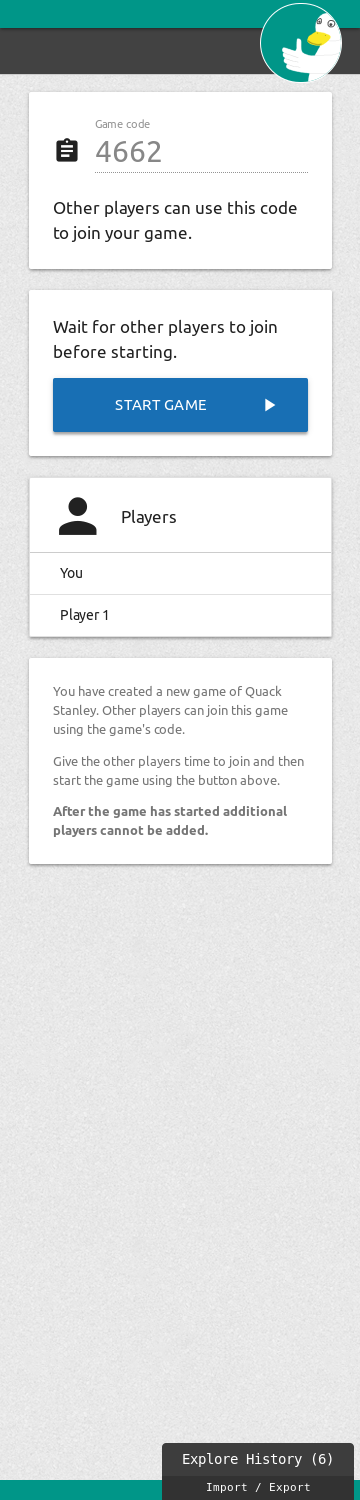 Game code
4662
Other players can use this code
to join your game.
Wait for other players to join
before starting.
START GAME
Players
You
Player 1
You have created a new game of Quack
Stanley. Other players can join this game
using the game's code.
Give the other players time to join and then
start the game using the button above.
After the game has started additional
players cannot be added.
Explore History (6)
Import / Export